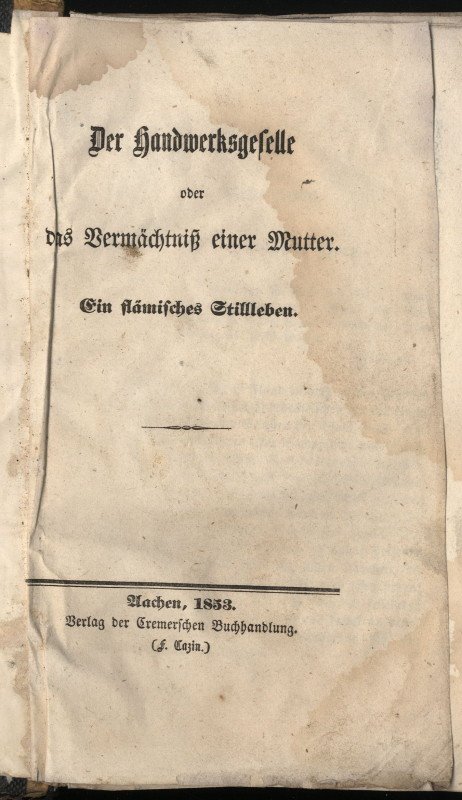 Der Handwerksgeselle
oder
das Vermächtniß einer Mutter.
Ein flämisches Stillleben.
Aachen, 1853.
Verlag der Cremerschen Buchhandlung.
(F. Cazin.)